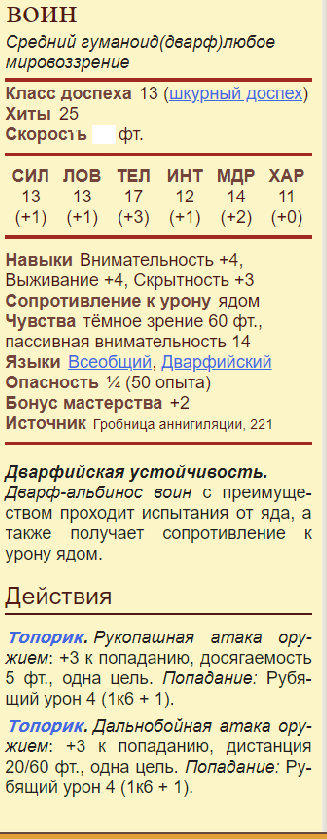 ВОИН
Средний гуманоид(дварф)любое
мировоззрение
Класс доспеха 13 (шкурный доспех)
Хиты 25
Скорость фт.
СИЛ ЛОВ ТЕЛ ИНТ МДР ХАР
13 13 17 12 14 11
(+1) (+1) (+3) (+1) (+2) (+0)
Навыки Внимательность +4,
Выживание +4, Скрытность +3
Сопротивление к урону ядом
Чувства тёмное зрение 60 фт.,
пассивная внимательность 14
Языки Всеобщий, Дварфийский
Опасность ¼ (50 опыта)
Бонус мастерства +2
Источник Гробница аннигиляции, 221
Дварфийская устойчивость.
Дварф-альбинос воин с преимуще-
ством проходит испытания от яда, а
также получает сопротивление к
урону ядом.
Действия
Топорик. Рукопашная атака ору-
жием: +3 к попаданию, досягаемость
5 фт., одна цель. Попадание: Рубя-
щий урон 4 (1к6 + 1).
Топорик. Дальнобойная атака ору-
жием: +3 к попаданию, дистанция
20/60 фт., одна цель. Попадание: Ру-
бящий урон 4 (1к6 + 1).